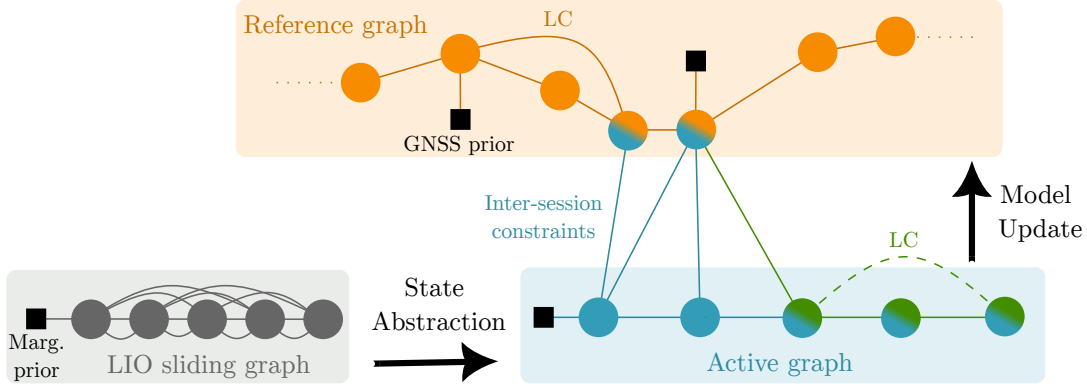 Reference graph
LC
GNSS prior
Inter-session
constraints
Model
Update
LC
State
Abstraction
Marg.
prior
LIO sliding graph
Active graph